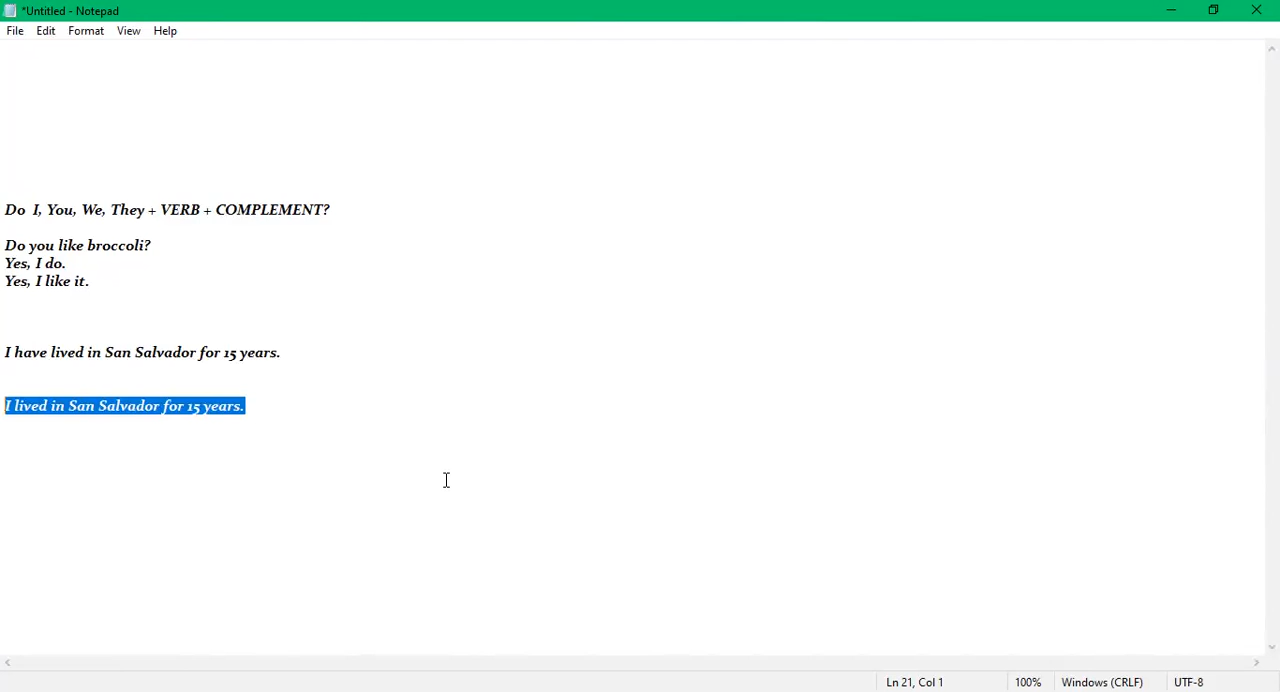 *Untitled - Notepad
File Edit Format View Help
Do  I, You, We, They + VERB + COMPLEMENT?
Do you like broccoli?
Yes, I do.
Yes, I like it.
I have lived in San Salvador for 15 years.
I lived in San Salvador for 15 years.
Ln 21, Col 1 100% Windows (CRLF) UTF-8